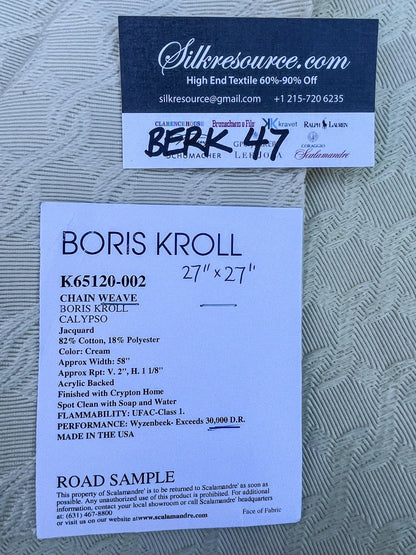 Silkresource.com
High End Textile 60%-90% Off
silkresource@gmail.com +1 215-720 6235
CLARENCE HOUSE Brunschwig & Fils kravet RALPH LAUREN
BERK 47
SCHUMACHER LEE JOFA CORAGGIO Scalamandre
BORIS KROLL
27" x 27"
K65120-002
CHAIN WEAVE
BORIS KROLL
CALYPSO
Jacquard
82% Cotton, 18% Polyester
Color: Cream
Approx Width: 58"
Approx Rpt: V. 2", H. 1 1/8"
Acrylic Backed
Finished with Crypton Home
Spot Clean with Soap and Water
FLAMMABILITY: UFAC-Class 1.
PERFORMANCE: Wyzenbeek- Exceeds 30,000 D.R.
MADE IN THE USA
ROAD SAMPLE
This property of Scalamandre' is to be returned to Scalamandre' as soon as
possible. Any unauthorized use of this product is prohibited. For additional
information, contact your local showroom or call Scalamandre' headquarters
at: (631) 467-8800
or visit us on our website at www.scalamandre.com
Face of Fabric